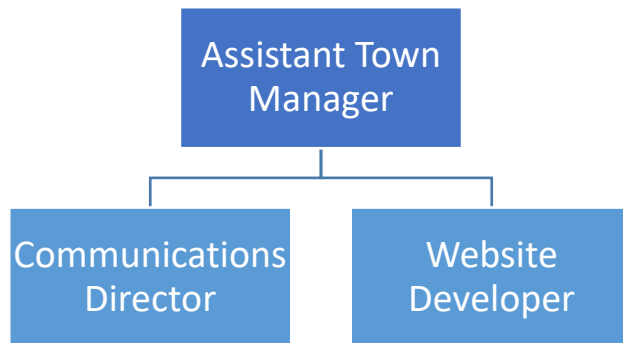 Assistant Town
Manager
Communications
Director
Website
Developer